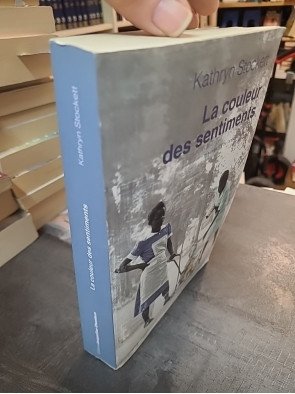 Kathryn Stockett
La couleur
des sentiments
Kathryn Stockett
La couleur des sentiments